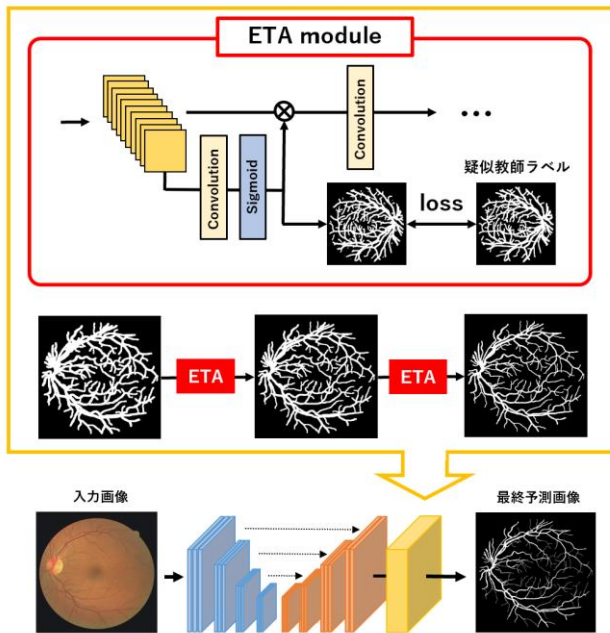 ETA module
Convolution
疑似教師ラベル
Convolution
Sigmoid
loss
ETA
ETA
入力画像
最終予測画像